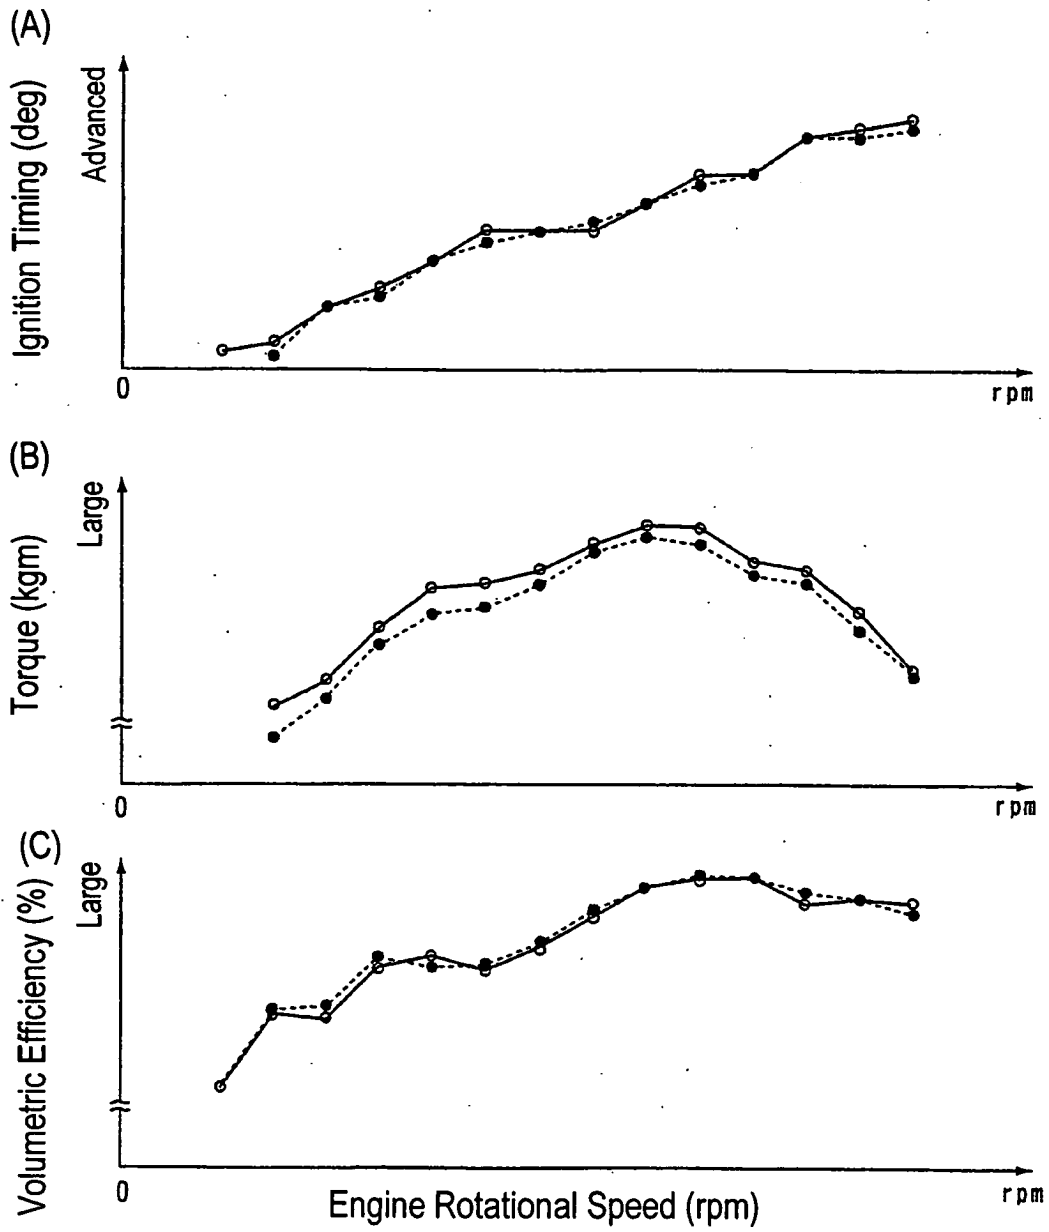 (A)
Ignition Timing (deg)
Advanced
0
rpm
(B)
Torque (kgm)
Large
0
rpm
(C)
Volumetric Efficiency (%)
Large
0
rpm
Engine Rotational Speed (rpm)